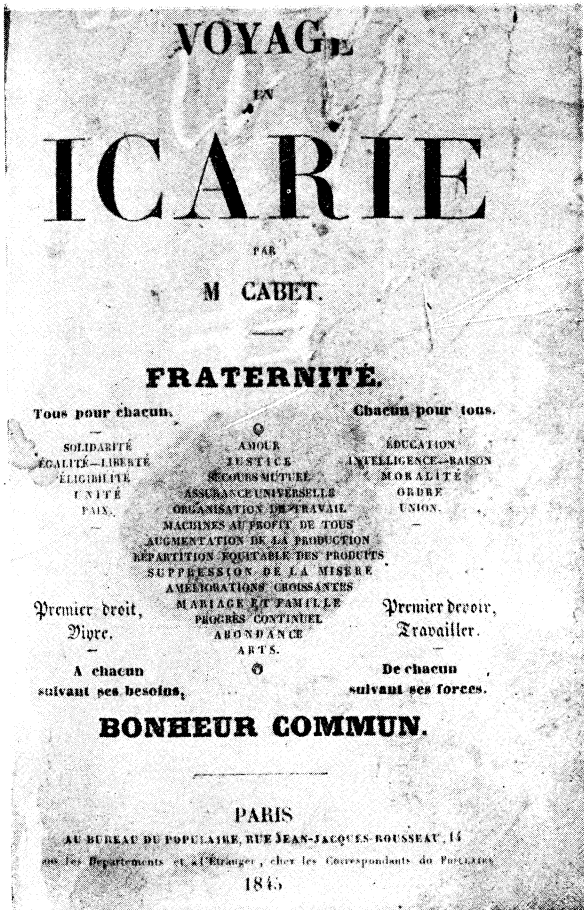 VOYAGE
EN
ICARIE
PAR
M CABET.
FRATERNITÉ.
Tous pour chacun.
Chacun pour tous.
SOLIDARITÉ
ÉGALITÉ—LIBERTÉ
ÉLIGIBILITÉ
UNITÉ
PAIX.
AMOUR
JUSTICE
SECOURS MUTUEL
ASSURANCE UNIVERSELLE
ORGANISATION DU TRAVAIL
MACHINES AU PROFIT DE TOUS
AUGMENTATION DE LA PRODUCTION
RÉPARTITION ÉQUITABLE DES PRODUITS
SUPPRESSION DE LA MISÈRE
AMÉLIORATIONS CROISSANTES
MARIAGE ET FAMILLE
PROGRÈS CONTINUEL
ABONDANCE
ARTS.
ÉDUCATION
INTELLIGENCE—RAISON
MORALITÉ
ORDRE
UNION.
Premier droit,
Vivre.
Premier devoir,
Travailler.
A chacun
suivant ses besoins,
De chacun
suivant ses forces.
BONHEUR COMMUN.
PARIS
AU BUREAU DU POPULAIRE, RUE JEAN-JACQUES-ROUSSEAU, 14
les Départements et à l'Étranger, chez les Correspondants du POPULAIRE
1845